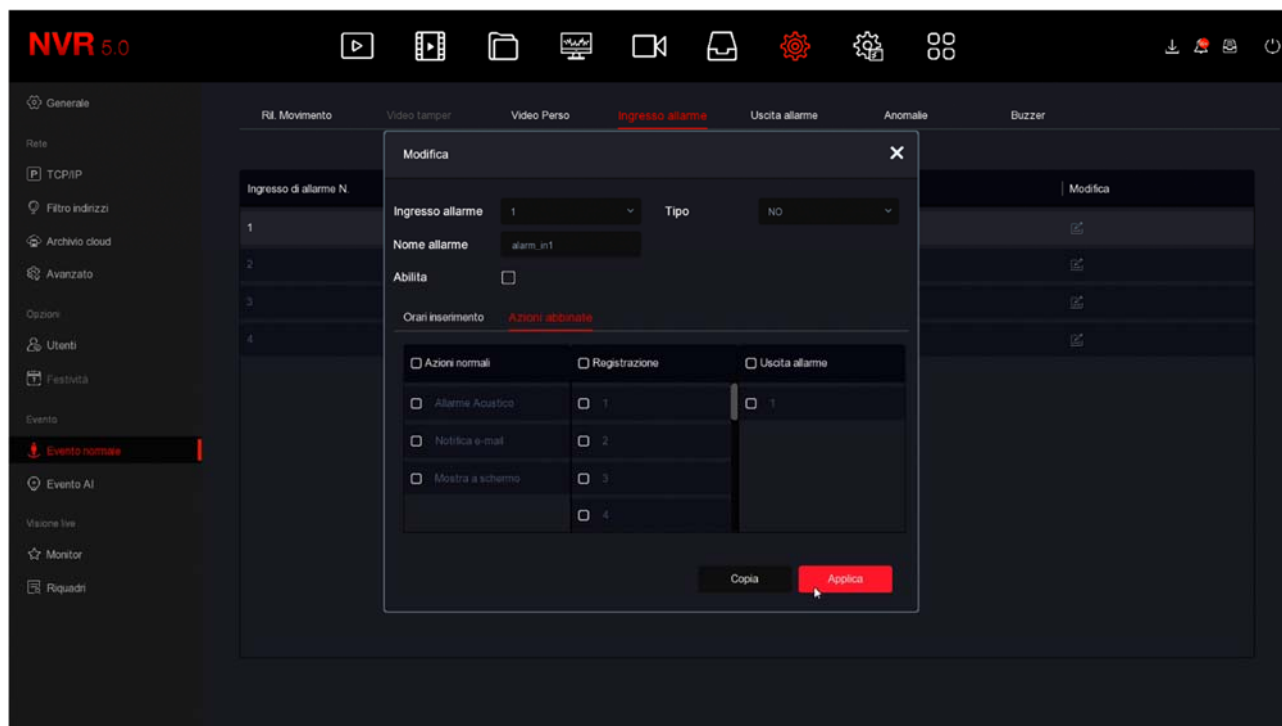 NVR 5.0
Generale
Rete
TCP/IP
Filtro indirizzi
Archivio cloud
Avanzato
Opzioni
Utenti
Festività
Evento
Evento normale
Evento AI
Visione live
Monitor
Riquadri
Ril. Movimento Video tamper Video Perso Ingresso allarme Uscita allarme Anomalie Buzzer
Ingresso di allarme N. Modifica
1
2
3
4
Modifica
Ingresso allarme 1 Tipo NO
Nome allarme alarm_in1
Abilita
Orari inserimento Azioni abbinate
Azioni normali Registrazione Uscita allarme
Allarme Acustico 1 1
Notifica e-mail 2
Mostra a schermo 3
4
Copia Applica